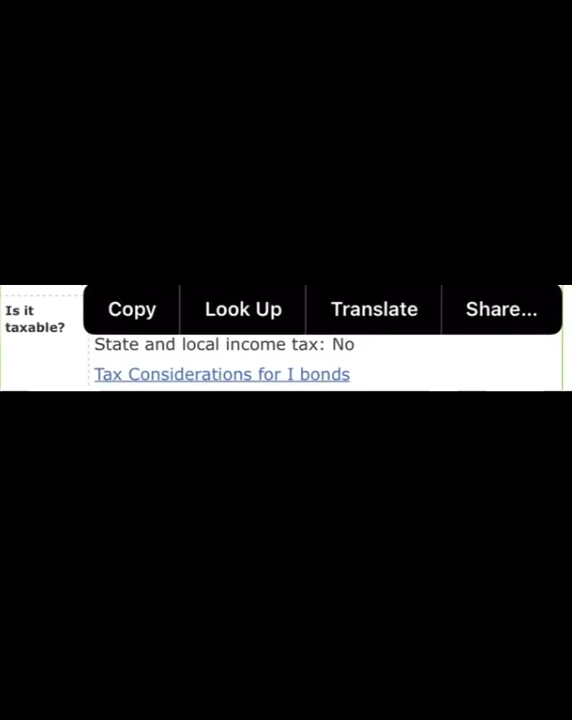 Copy Look Up Translate Share...
Is it
taxable?
State and local income tax: No
Tax Considerations for I bonds